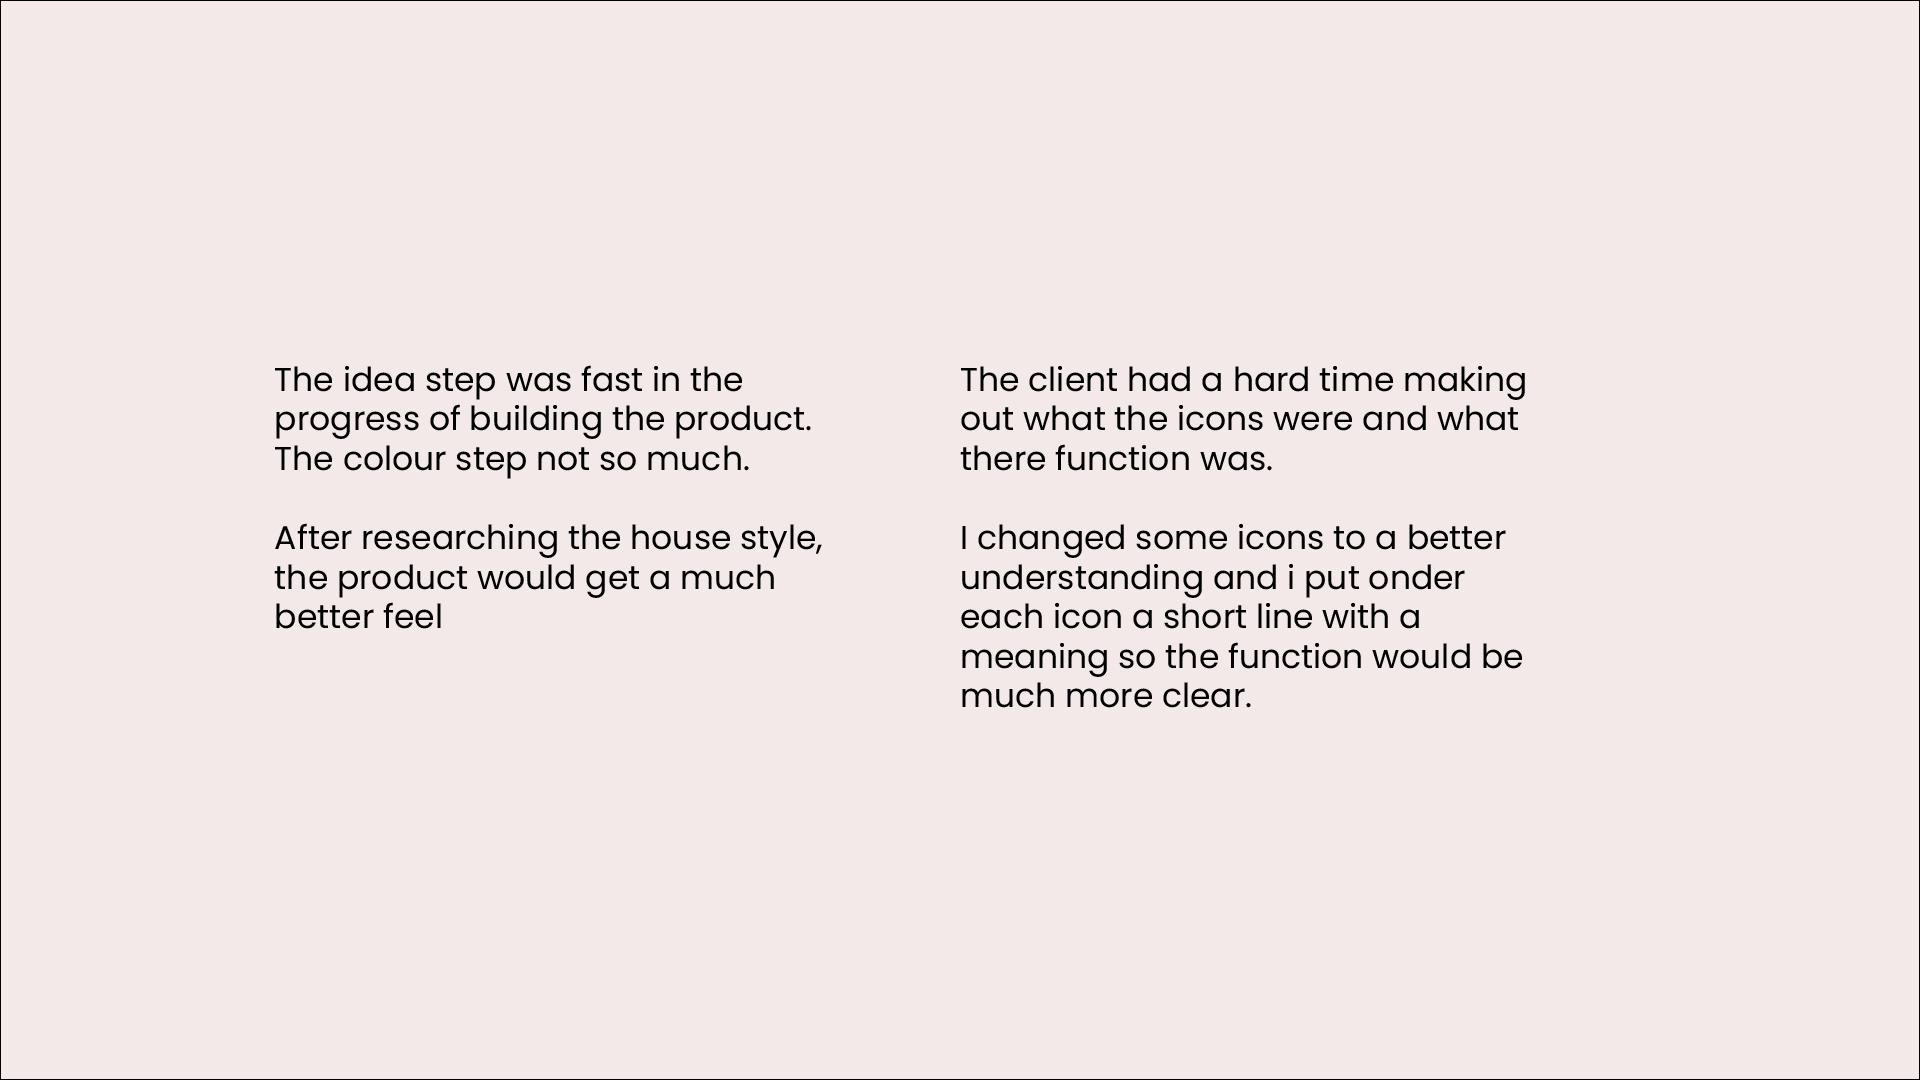 The idea step was fast in the
progress of building the product.
The colour step not so much.
After researching the house style,
the product would get a much
better feel
The client had a hard time making
out what the icons were and what
there function was.
I changed some icons to a better
understanding and i put onder
each icon a short line with a
meaning so the function would be
much more clear.